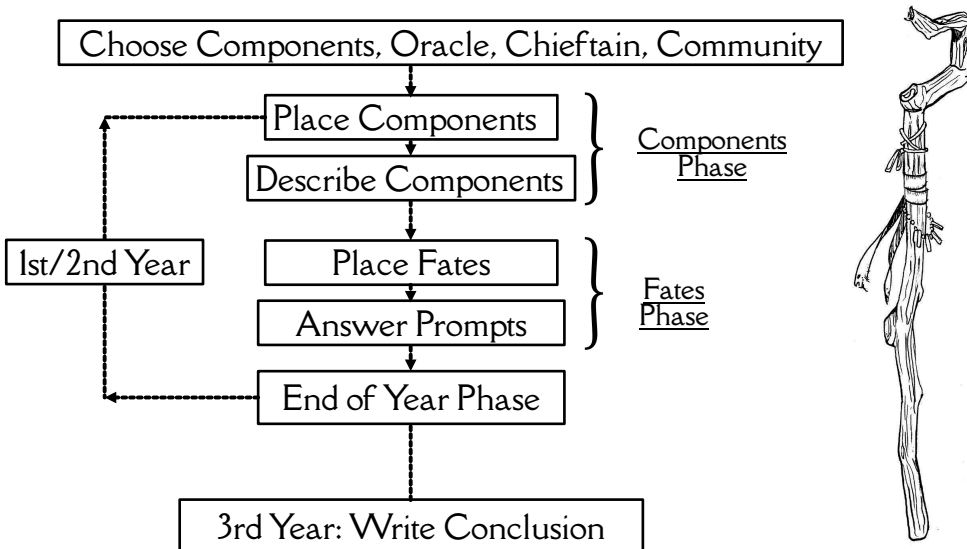 Choose Components, Oracle, Chieftain, Community
Place Components
Describe Components
Components
Phase
1st/2nd Year
Place Fates
Answer Prompts
Fates
Phase
End of Year Phase
3rd Year: Write Conclusion